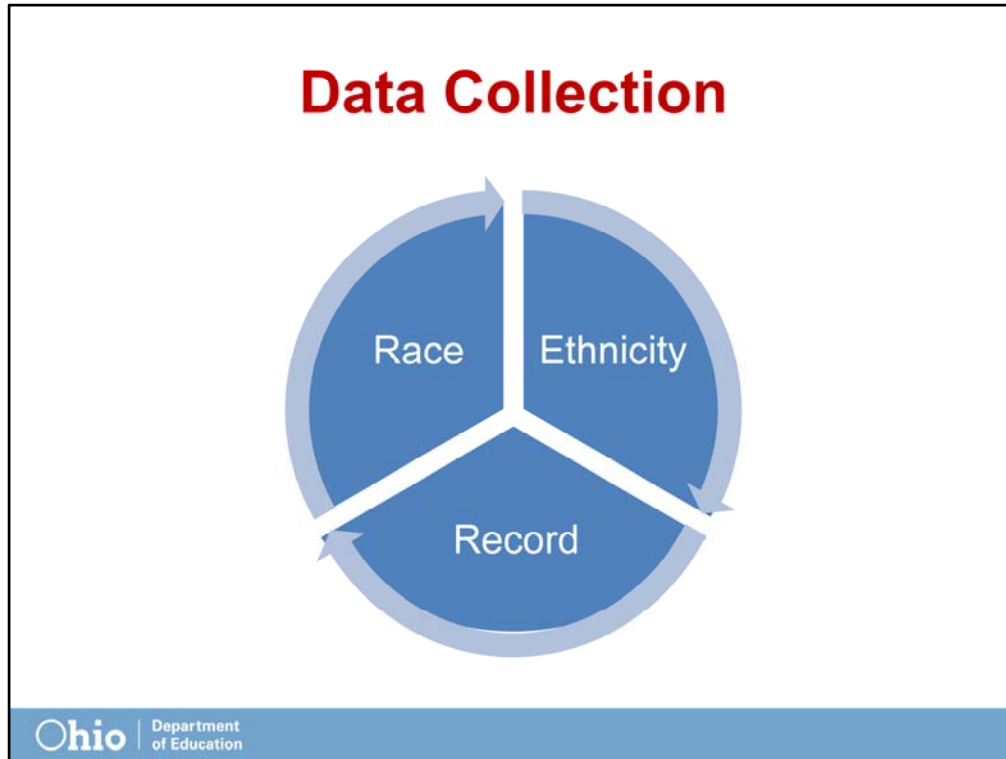 Data Collection
Race
Ethnicity
Record
Ohio
Department
of Education